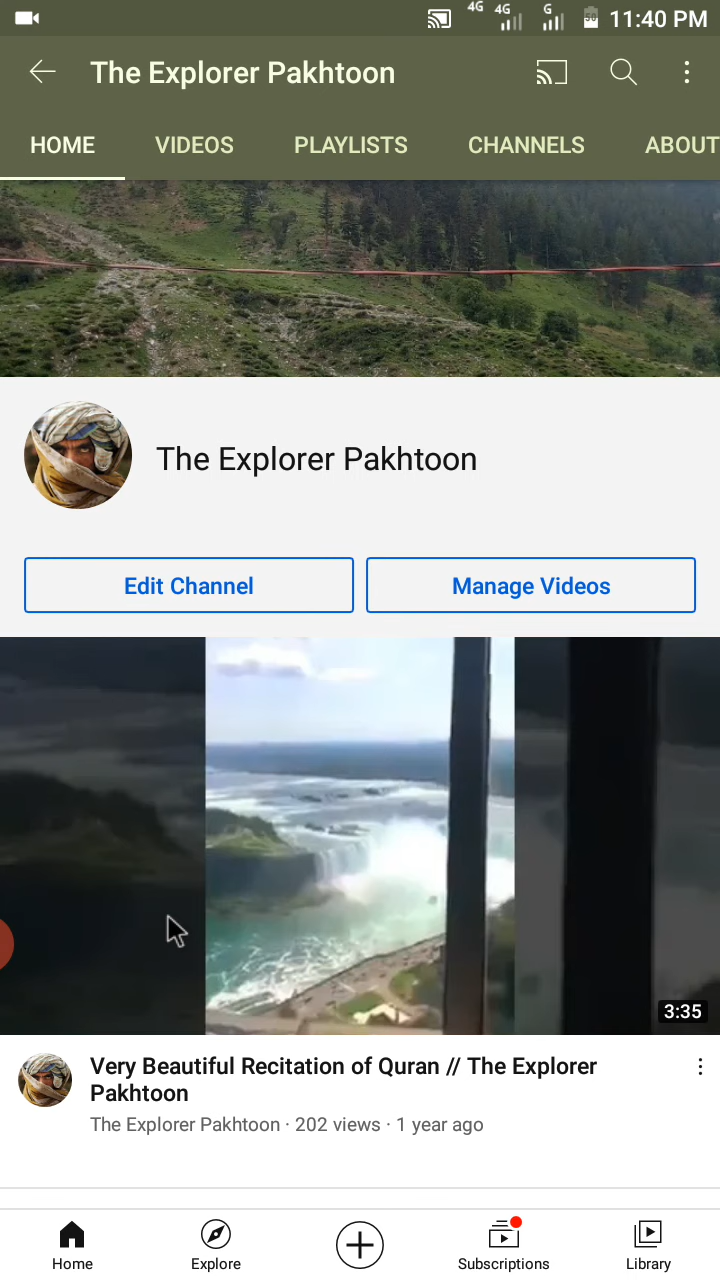 4G 4G G 11:40 PM
The Explorer Pakhtoon
HOME VIDEOS PLAYLISTS CHANNELS ABOUT
The Explorer Pakhtoon
Edit Channel Manage Videos
3:35
Very Beautiful Recitation of Quran // The Explorer
Pakhtoon
The Explorer Pakhtoon · 202 views · 1 year ago
Home Explore Subscriptions Library